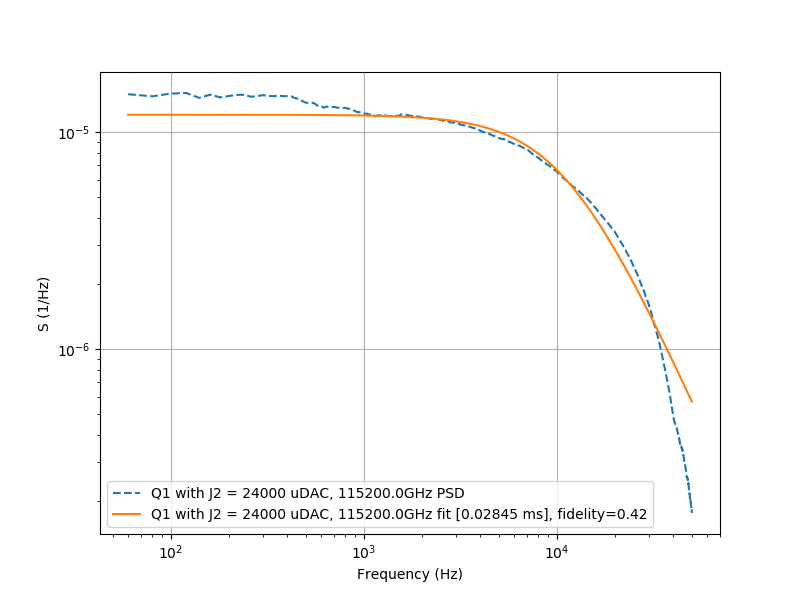 10⁻⁵
S (1/Hz)
10⁻⁶
Q1 with J2 = 24000 uDAC, 115200.0GHz PSD
Q1 with J2 = 24000 uDAC, 115200.0GHz fit [0.02845 ms], fidelity=0.42
10² 10³ 10⁴
Frequency (Hz)